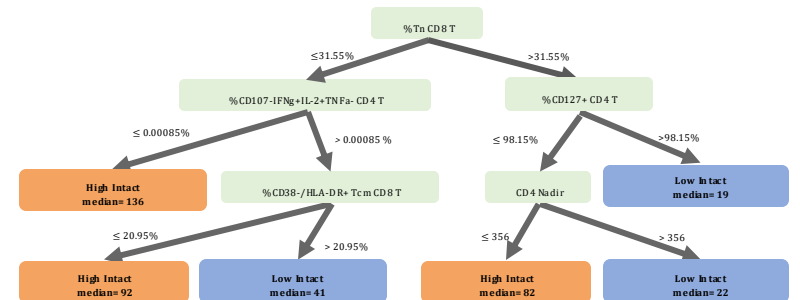 %Tn CD8 T
≤31.55%
>31.55%
%CD107-IFNg+IL-2+TNFa- CD4 T
%CD127+ CD4 T
≤ 0.00085%
> 0.00085 %
≤ 98.15%
>98.15%
High Intact
median= 136
%CD38-/HLA-DR+ Tcm CD8 T
CD4 Nadir
Low Intact
median= 19
≤ 20.95%
> 20.95%
≤ 356
> 356
High Intact
median= 92
Low Intact
median= 41
High Intact
median= 82
Low Intact
median= 22